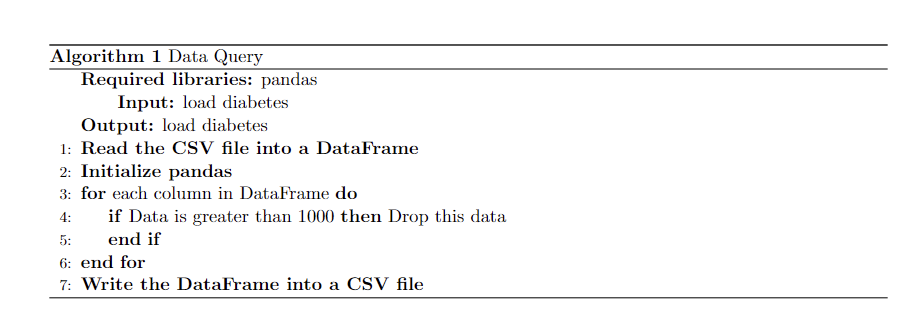 Algorithm 1 Data Query
Required libraries: pandas
Input: load diabetes
Output: load diabetes
1: Read the CSV file into a DataFrame
2: Initialize pandas
3: for each column in DataFrame do
4: if Data is greater than 1000 then Drop this data
5: end if
6: end for
7: Write the DataFrame into a CSV file